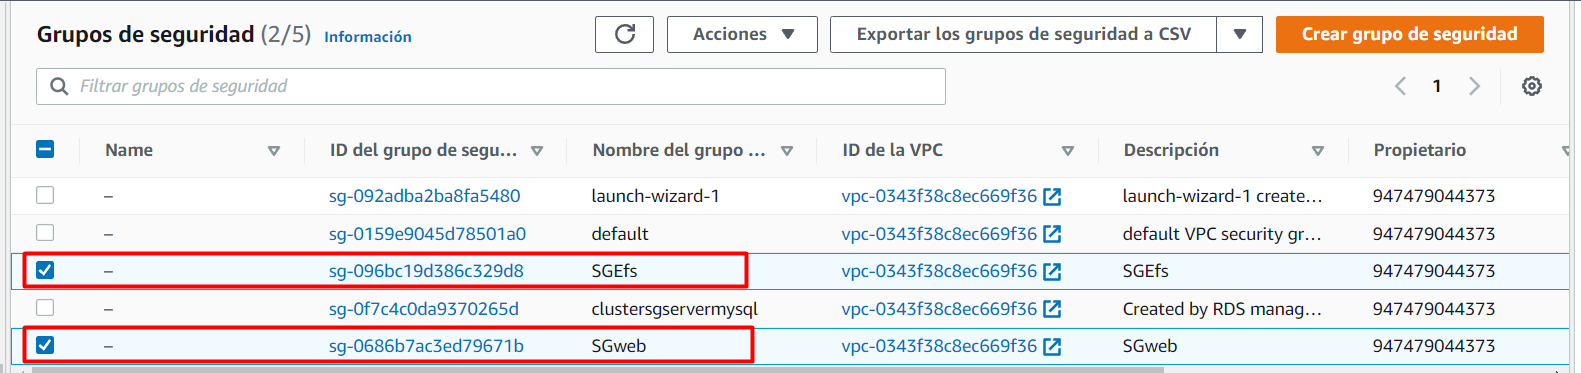 Grupos de seguridad (2/5) Información Acciones Exportar los grupos de seguridad a CSV Crear grupo de seguridad
Filtrar grupos de seguridad 1
Name ID del grupo de segu... Nombre del grupo ... ID de la VPC Descripción Propietario
– sg-092adba2ba8fa5480 launch-wizard-1 vpc-0343f38c8ec669f36 launch-wizard-1 create... 947479044373
– sg-0159e9045d78501a0 default vpc-0343f38c8ec669f36 default VPC security gr... 947479044373
– sg-096bc19d386c329d8 SGEfs vpc-0343f38c8ec669f36 SGEfs 947479044373
– sg-0f7c4c0da9370265d clustersgservermysql vpc-0343f38c8ec669f36 Created by RDS manag... 947479044373
– sg-0686b7ac3ed79671b SGweb vpc-0343f38c8ec669f36 SGweb 947479044373